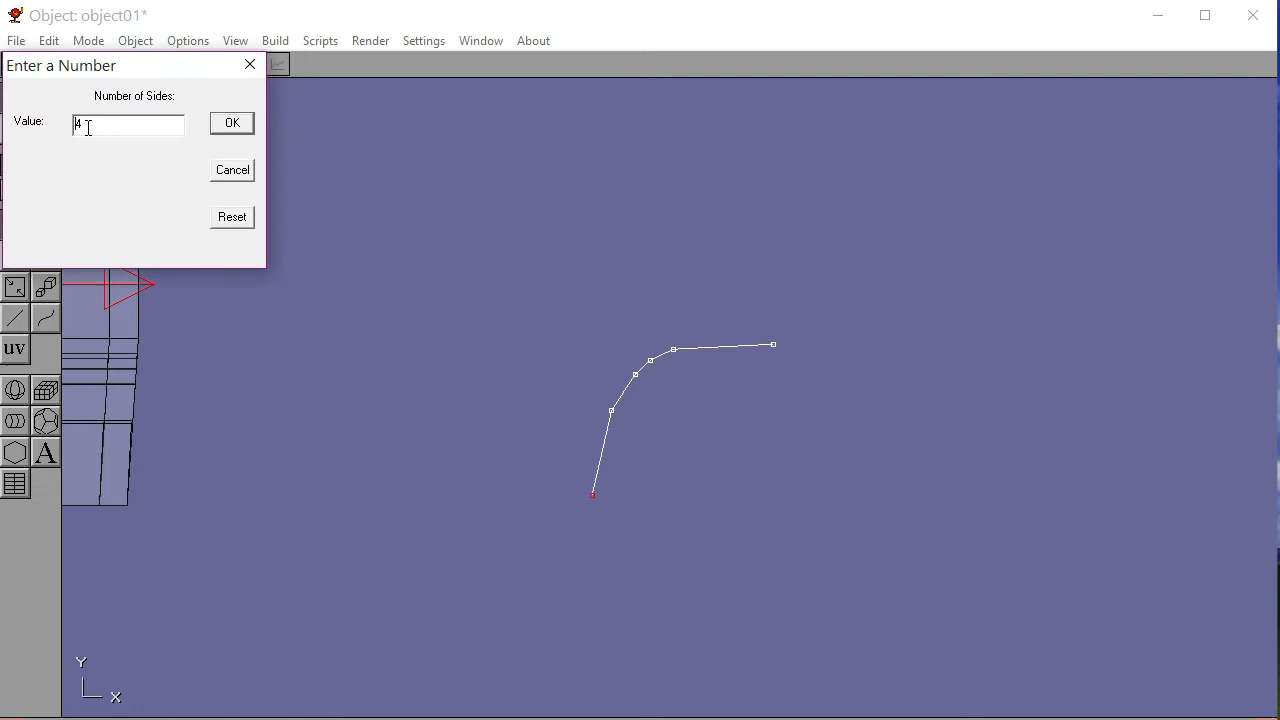 Object: object01*
File Edit Mode Object Options View Build Scripts Render Settings Window About
Enter a Number
Number of Sides:
Value: 4 OK
Cancel
Reset
uv
A
Y
X